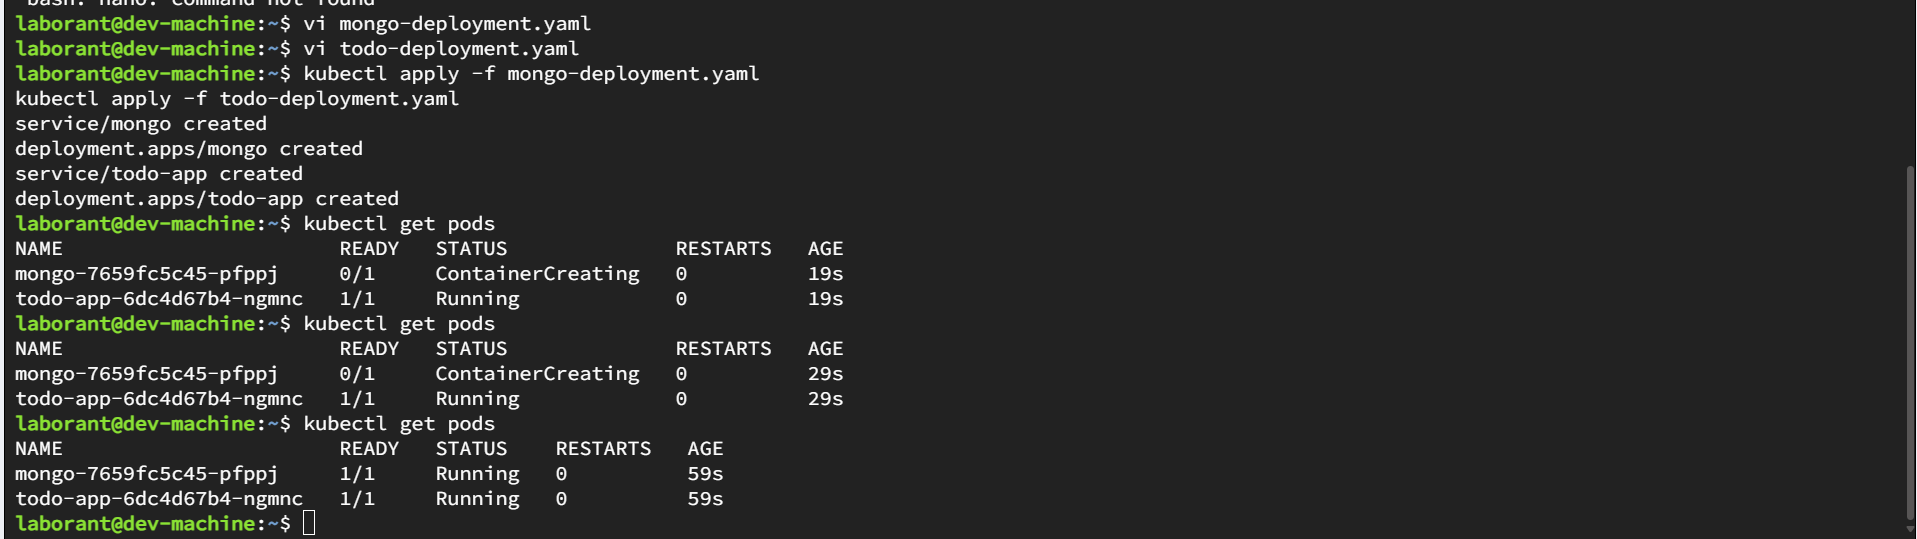 bash: nano: command not found
laborant@dev-machine:~$ vi mongo-deployment.yaml
laborant@dev-machine:~$ vi todo-deployment.yaml
laborant@dev-machine:~$ kubectl apply -f mongo-deployment.yaml
kubectl apply -f todo-deployment.yaml
service/mongo created
deployment.apps/mongo created
service/todo-app created
deployment.apps/todo-app created
laborant@dev-machine:~$ kubectl get pods
NAME                       READY   STATUS              RESTARTS   AGE
mongo-7659fc5c45-pfppj     0/1     ContainerCreating   0          19s
todo-app-6dc4d67b4-ngmnc   1/1     Running             0          19s
laborant@dev-machine:~$ kubectl get pods
NAME                       READY   STATUS              RESTARTS   AGE
mongo-7659fc5c45-pfppj     0/1     ContainerCreating   0          29s
todo-app-6dc4d67b4-ngmnc   1/1     Running             0          29s
laborant@dev-machine:~$ kubectl get pods
NAME                       READY   STATUS    RESTARTS   AGE
mongo-7659fc5c45-pfppj     1/1     Running   0          59s
todo-app-6dc4d67b4-ngmnc   1/1     Running   0          59s
laborant@dev-machine:~$